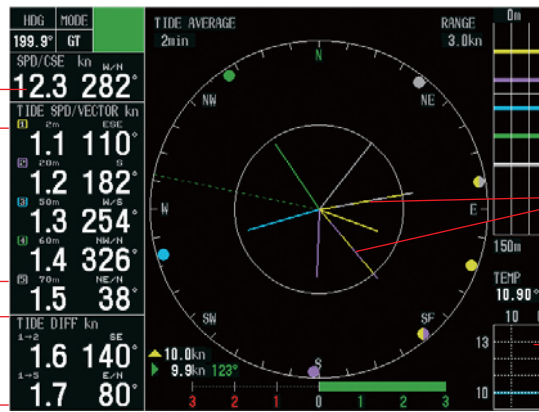 HDG MODE
199.9° GT
SPD/CSE kn W/N
12.3 282°
TIDE SPD/VECTOR kn
1 2m ESE
1.1 110°
2 20m S
1.2 182°
3 50m W/S
1.3 254°
4 60m NW/N
1.4 326°
5 70m NE/N
1.5 38°
TIDE DIFF kn
1→2 SE
1.6 140°
1→5 E/N
1.7 80°
TIDE AVERAGE
2min
RANGE
3.0kn
N
NW
NE
W
E
SW
SE
S
10.0kn
9.9kn 123°
3 2 1 0 1 2 3
0m
150m
TEMP
10.90°
10
13
10